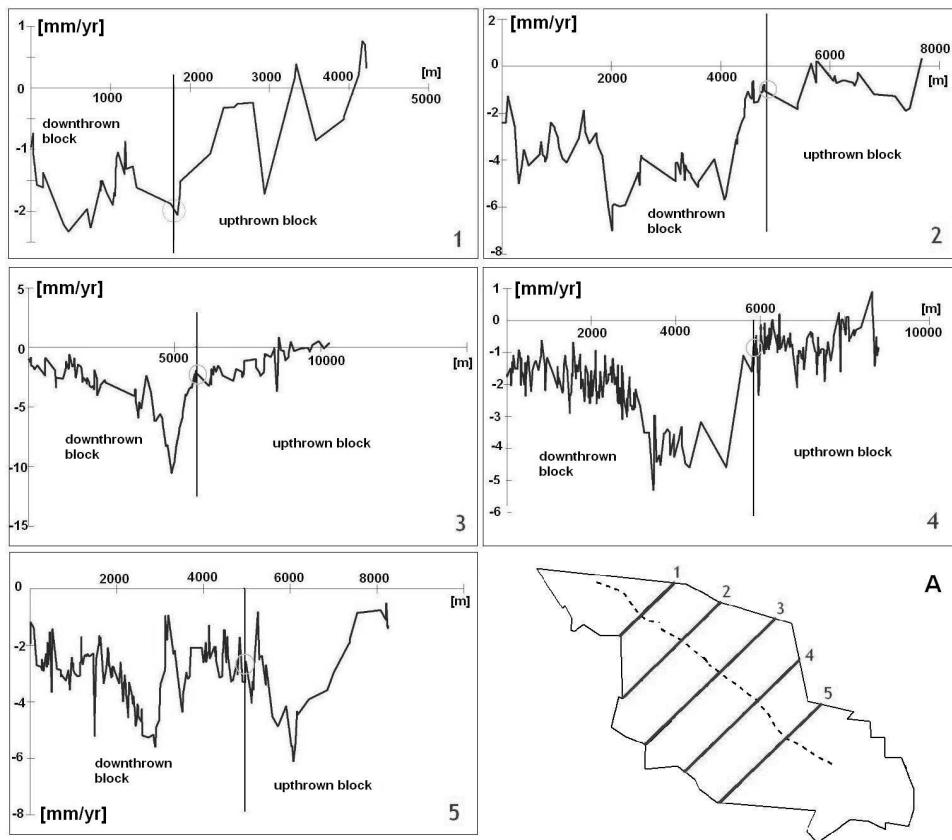 1
[mm/yr]
2000
3000
4000
[m]
0
1000
5000
downthrown
block
-1
upthrown block
-2
1
2
[mm/yr]
8000
6000
0
2000
4000
[m]
-2
upthrown block
-4
downthrown
block
-6
-8
2
5
[mm/yr]
0
5000
10000
[m]
-5
downthrown
block
upthrown block
-10
-15
3
1
[mm/yr]
6000
0
2000
4000
10000
[m]
-1
-2
-3
downthrown
block
upthrown block
-4
-5
-6
4
0
2000
4000
6000
8000
[m]
-2
-4
-6
downthrown
block
upthrown block
-8
[mm/yr]
5
A
1
2
3
4
5